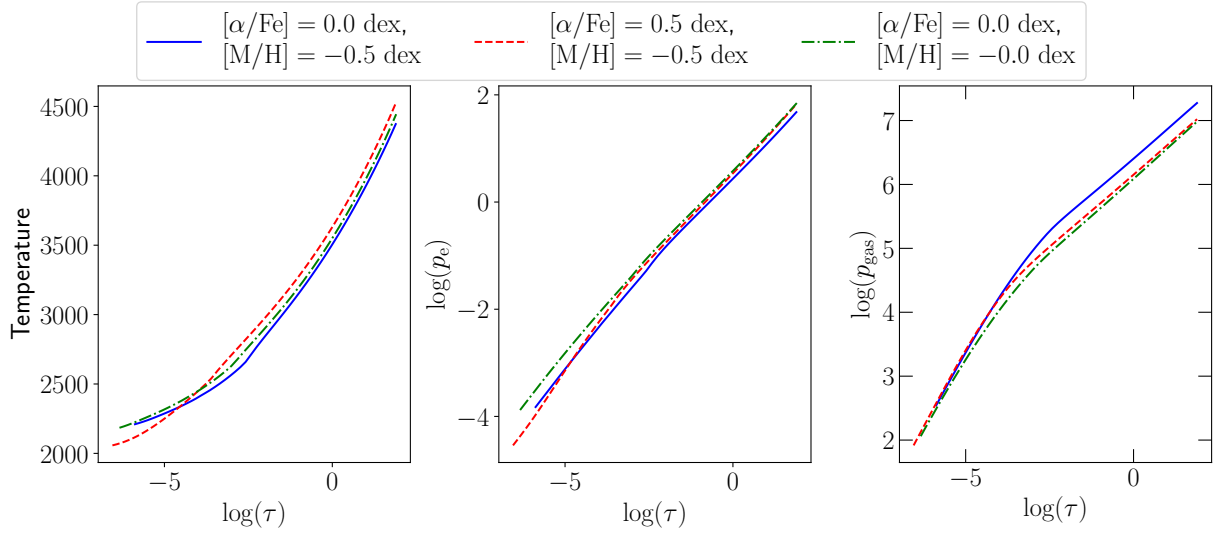 [α/Fe] = 0.0 dex,
[M/H] = −0.5 dex
[α/Fe] = 0.5 dex,
[M/H] = −0.5 dex
[α/Fe] = 0.0 dex,
[M/H] = −0.0 dex
Temperature
4500
4000
3500
3000
2500
2000
−5
0
log(τ)
log(pe)
2
0
−2
−4
−5
0
log(τ)
log(pgas)
7
6
5
4
3
2
−5
0
log(τ)